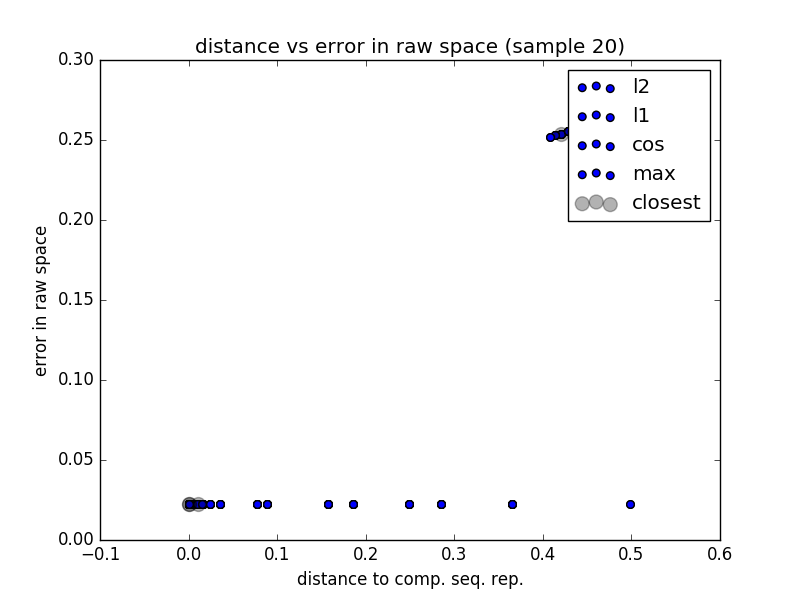 distance vs error in raw space (sample 20)
0.30
0.25
0.20
0.15
0.10
0.05
0.00
error in raw space
l2
l1
cos
max
closest
−0.1
0.0
0.1
0.2
0.3
0.4
0.5
0.6
distance to comp. seq. rep.